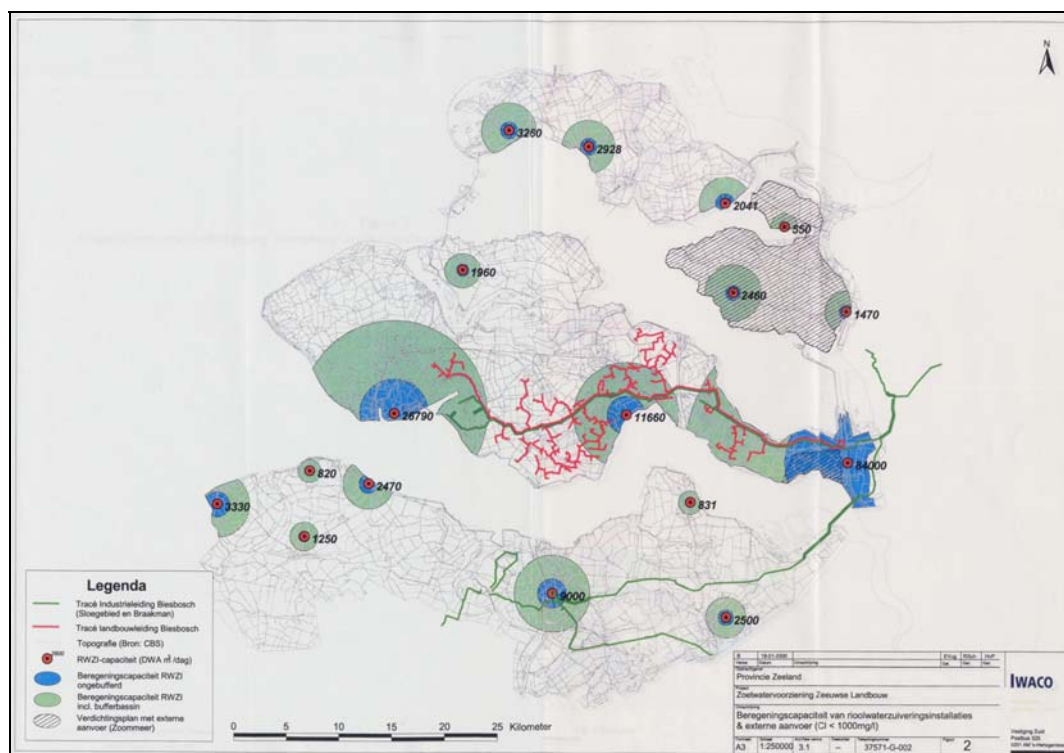 N
3260
2928
2041
550
1960
2460
1470
26790
11660
84000
820
2470
3330
831
1250
9000
2500
Legenda
Tracé Industrieleiding Biesbosch
(Sloegebied en Braakman)
Tracé landbouwleiding Biesbosch
Topografie (Bron: CBS)
RWZI-capaciteit (DWA m³/dag)
Beregeningscapaciteit RWZI
ongebufferd
Beregeningscapaciteit RWZI
incl. bufferbassin
Verdichtingsplan met externe
aanvoer (Zoommeer)
0 5 10 15 20 25 Kilometer
Provincie Zeeland
Zoetwatervoorziening Zeeuwse Landbouw
Beregeningscapaciteit van rioolwaterzuiveringsinstallaties
& externe aanvoer (Cl < 1000mg/l)
A3 1:250000 3.1 -- 37571-G-002 2
IWACO